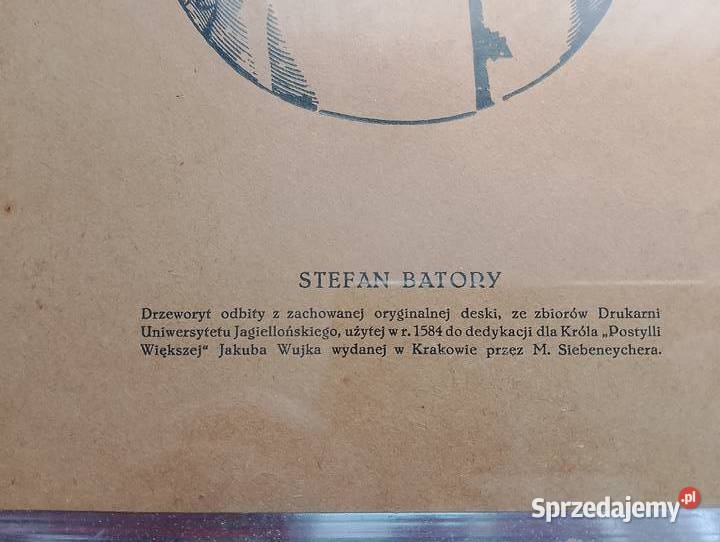 STEFAN BATORY
Drzeworyt odbity z zachowanej oryginalnej deski, ze zbiorów Drukarni
Uniwersytetu Jagiellońskiego, użytej w r. 1584 do dedykacji dla Króla „Postylli
Większej“ Jakuba Wujka wydanej w Krakowie przez M. Siebeneychera.
Sprzedajemy.pl